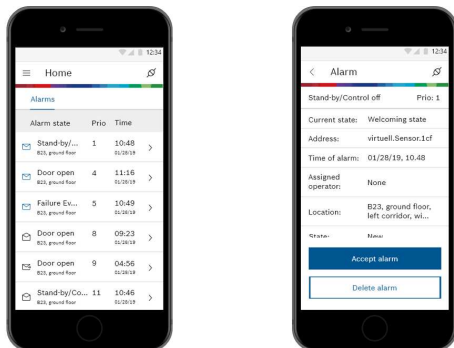 12:34
Home
Alarms
Alarm state Prio Time
Stand-by/... 1 10:48
B23, ground floor 01/28/19
Door open 4 11:16
B23, ground floor 01/28/19
Failure Ev... 5 10:49
B23, ground floor 01/28/19
Door open 8 09:23
B23, ground floor 01/28/19
Door open 9 04:56
B23, ground floor 01/28/19
Stand-by/Co... 11 10:46
B23, ground floor 01/28/19
12:34
Alarm
Stand-by/Control off Prio: 1
Current state: Welcoming state
Address: virtuell.Sensor.1cf
Time of alarm: 01/28/19, 10.48
Assigned
operator: None
Location: B23, ground floor,
left corridor, wi...
State: New
Accept alarm
Delete alarm